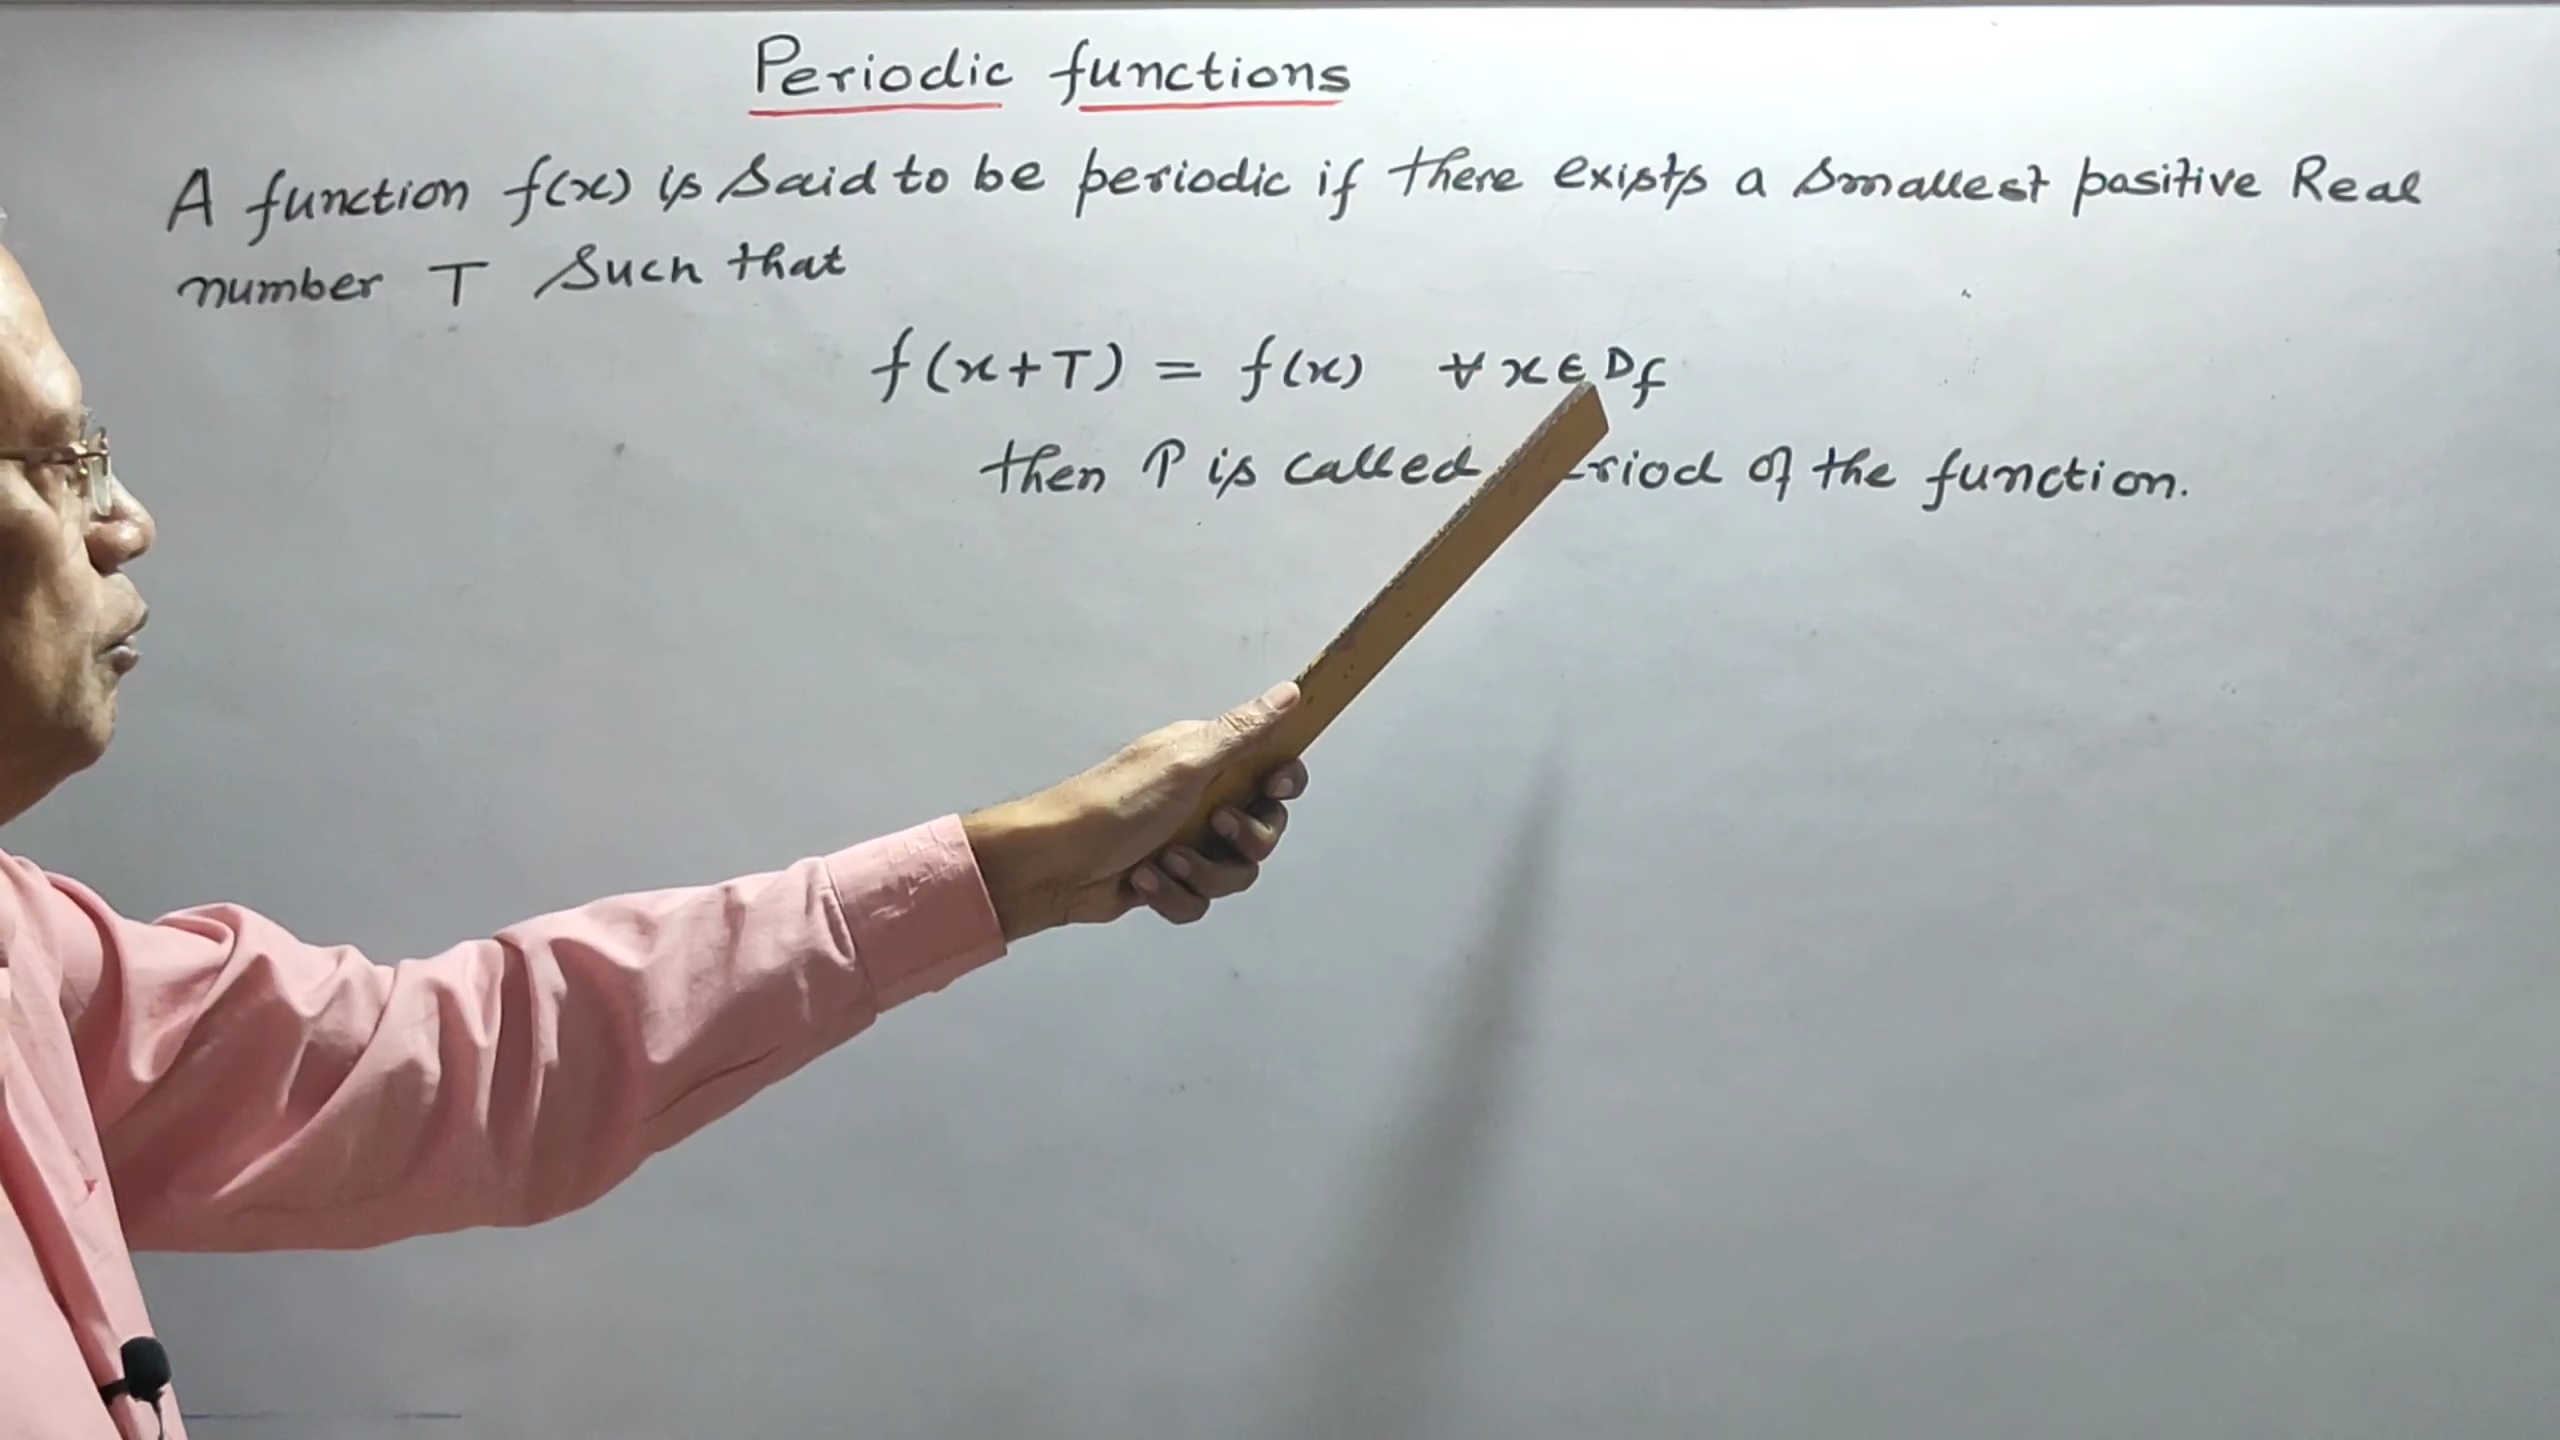 Periodic functions
A function f(x) is said to be periodic if there exists a smallest positive Real
number T such that
f(x+T) = f(x) ∀ x ∈ Df
then P is called riod of the function.